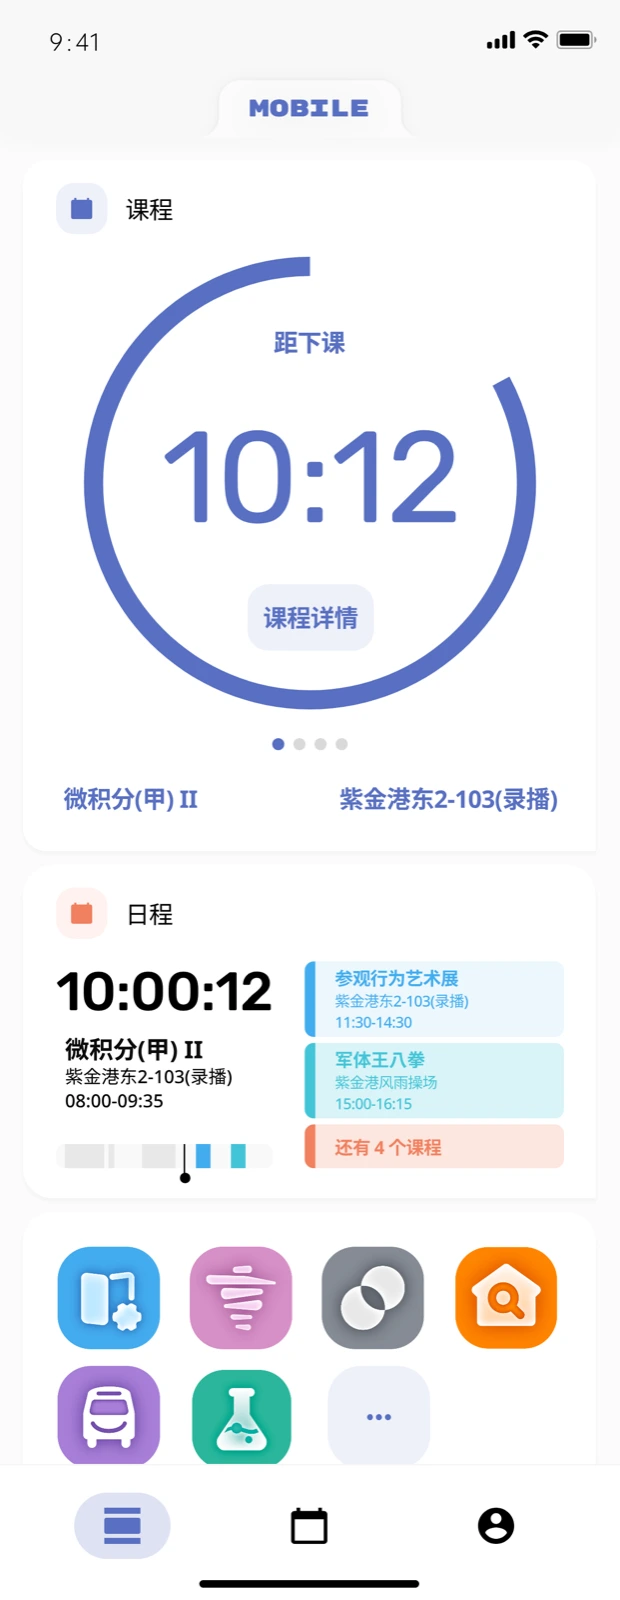 9:41
MOBILE
课程
距下课
10:12
课程详情
微积分(甲) II
紫金港东2-103(录播)
日程
10:00:12
微积分(甲) II
紫金港东2-103(录播)
08:00-09:35
参观行为艺术展
紫金港东2-103(录播)
11:30-14:30
军体王八拳
紫金港风雨操场
15:00-16:15
还有 4 个课程